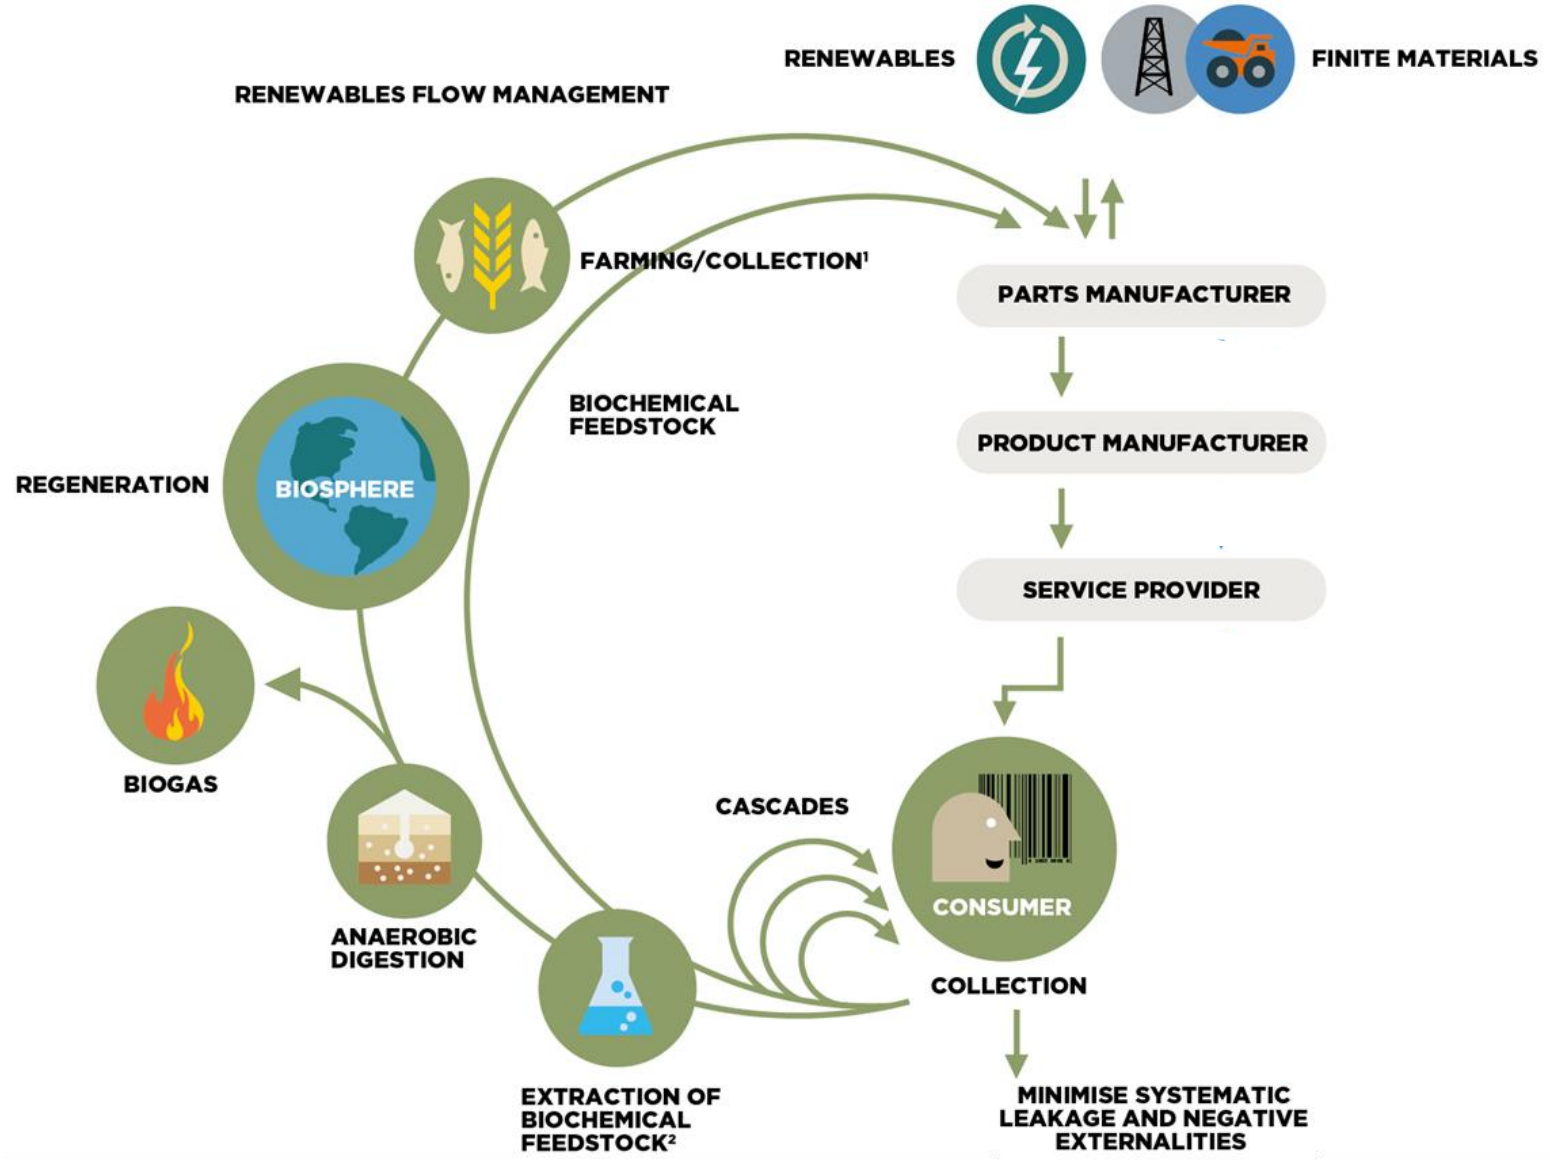 RENEWABLES
FINITE MATERIALS
RENEWABLES FLOW MANAGEMENT
FARMING/COLLECTION¹
PARTS MANUFACTURER
BIOCHEMICAL
FEEDSTOCK
PRODUCT MANUFACTURER
REGENERATION
BIOSPHERE
SERVICE PROVIDER
BIOGAS
CASCADES
CONSUMER
ANAEROBIC
DIGESTION
COLLECTION
EXTRACTION OF
BIOCHEMICAL
FEEDSTOCK²
MINIMISE SYSTEMATIC
LEAKAGE AND NEGATIVE
EXTERNALITIES